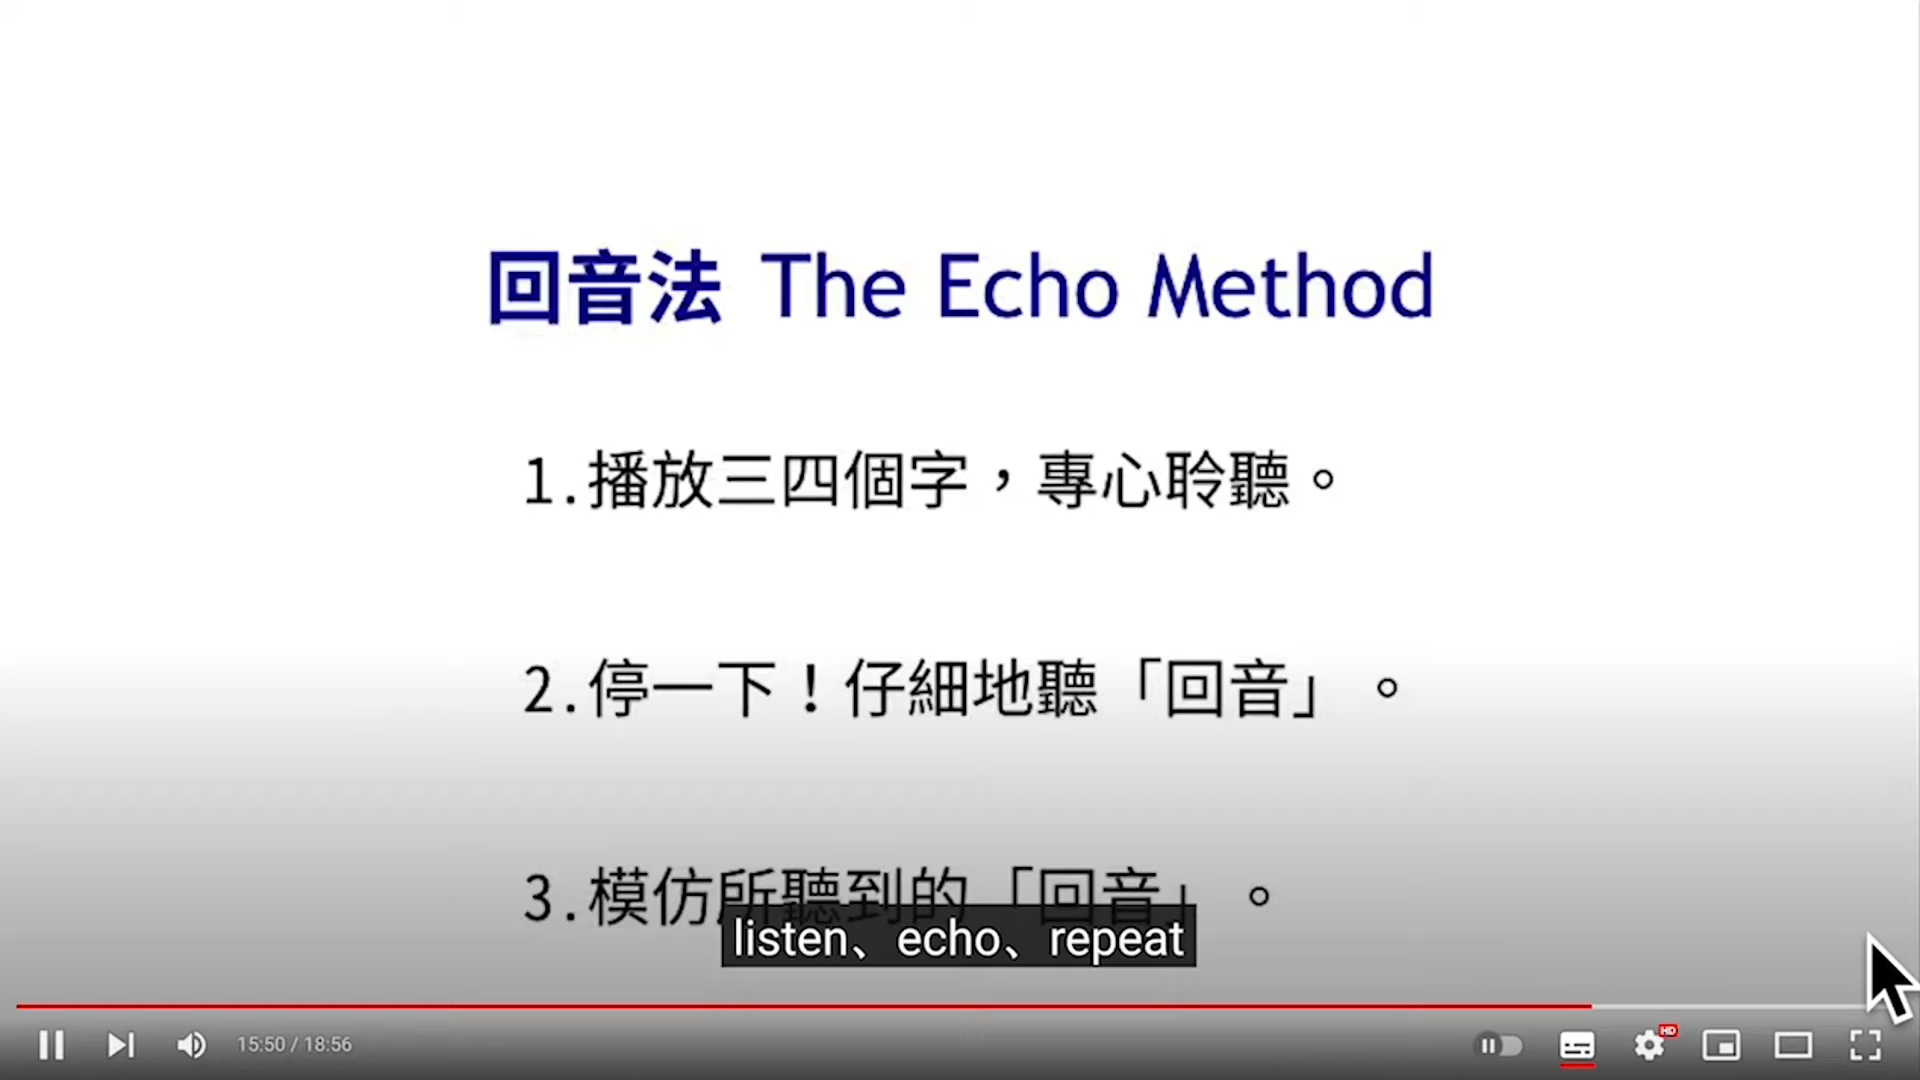 回音法 The Echo Method
1.播放三四個字，專心聆聽。
2.停一下！仔細地聽「回音」。
3.模仿所聽到的「回音」。
listen、echo、repeat
15:50 / 18:56
HD